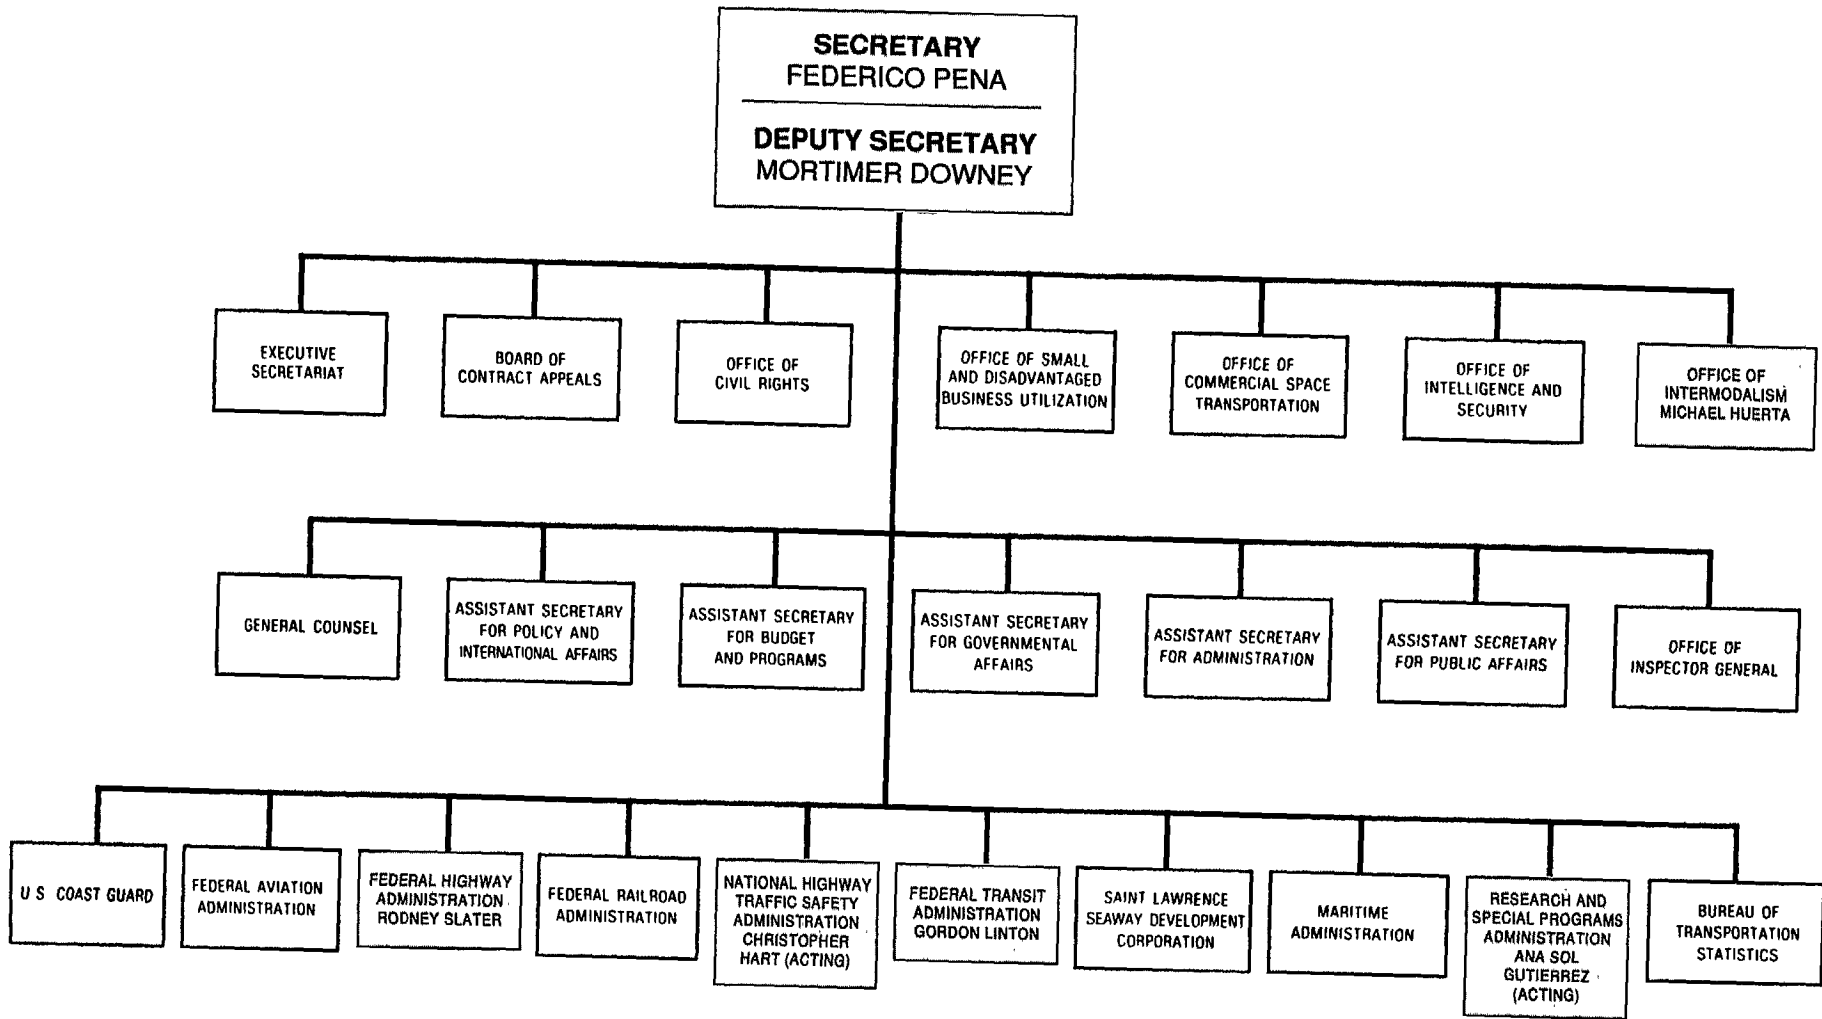 SECRETARY
FEDERICO PENA
DEPUTY SECRETARY
MORTIMER DOWNEY
EXECUTIVE
SECRETARIAT
BOARD OF
CONTRACT APPEALS
OFFICE OF
CIVIL RIGHTS
OFFICE OF SMALL
AND DISADVANTAGED
BUSINESS UTILIZATION
OFFICE OF
COMMERCIAL SPACE
TRANSPORTATION
OFFICE OF
INTELLIGENCE AND
SECURITY
OFFICE OF
INTERMODALISM
MICHAEL HUERTA
GENERAL COUNSEL
ASSISTANT SECRETARY
FOR POLICY AND
INTERNATIONAL AFFAIRS
ASSISTANT SECRETARY
FOR BUDGET
AND PROGRAMS
ASSISTANT SECRETARY
FOR GOVERNMENTAL
AFFAIRS
ASSISTANT SECRETARY
FOR ADMINISTRATION
ASSISTANT SECRETARY
FOR PUBLIC AFFAIRS
OFFICE OF
INSPECTOR GENERAL
U S COAST GUARD
FEDERAL AVIATION
ADMINISTRATION
FEDERAL HIGHWAY
ADMINISTRATION
RODNEY SLATER
FEDERAL RAILROAD
ADMINISTRATION
NATIONAL HIGHWAY
TRAFFIC SAFETY
ADMINISTRATION
CHRISTOPHER
HART (ACTING)
FEDERAL TRANSIT
ADMINISTRATION
GORDON LINTON
SAINT LAWRENCE
SEAWAY DEVELOPMENT
CORPORATION
MARITIME
ADMINISTRATION
RESEARCH AND
SPECIAL PROGRAMS
ADMINISTRATION
ANA SOL
GUTIERREZ
(ACTING)
BUREAU OF
TRANSPORTATION
STATISTICS